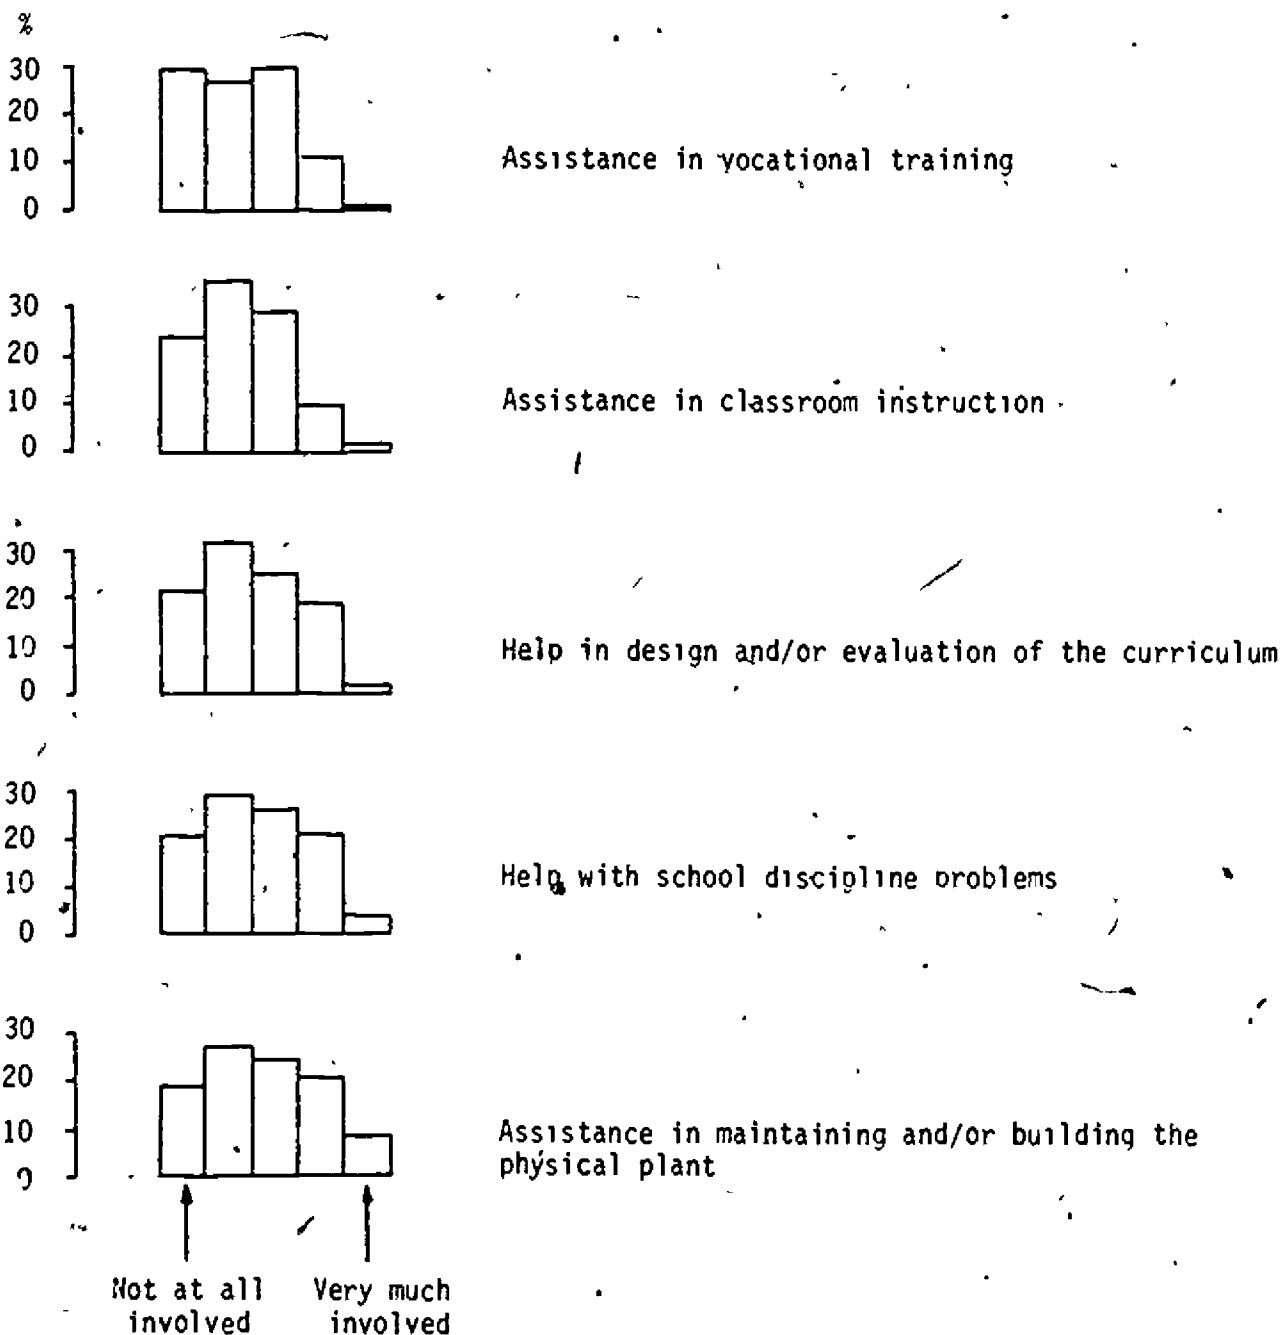 %
30
20
10
0
Assistance in vocational training
30
20
10
0
Assistance in classroom instruction
30
20
10
0
Help in design and/or evaluation of the curriculum
30
20
10
0
Help with school discipline problems
30
20
10
0
Assistance in maintaining and/or building the
physical plant
Not at all
involved
Very much
involved